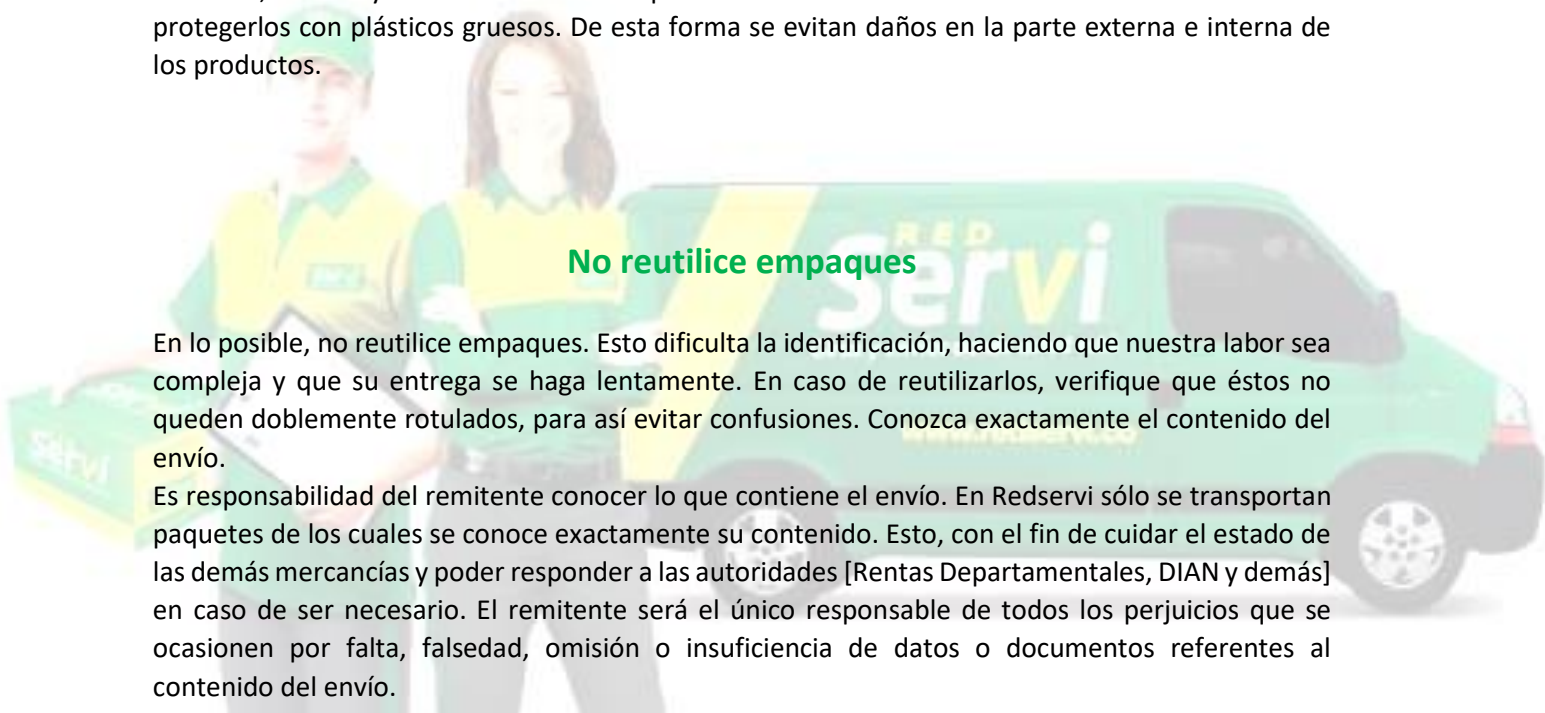 protegerlos con plásticos gruesos. De esta forma se evitan daños en la parte externa e interna de
los productos.
RED
Servi
No reutilice empaques
En lo posible, no reutilice empaques. Esto dificulta la identificación, haciendo que nuestra labor sea
compleja y que su entrega se haga lentamente. En caso de reutilizarlos, verifique que éstos no
queden doblemente rotulados, para así evitar confusiones. Conozca exactamente el contenido del
envío.
Servi
Es responsabilidad del remitente conocer lo que contiene el envío. En Redservi sólo se transportan
paquetes de los cuales se conoce exactamente su contenido. Esto, con el fin de cuidar el estado de
las demás mercancías y poder responder a las autoridades [Rentas Departamentales, DIAN y demás]
en caso de ser necesario. El remitente será el único responsable de todos los perjuicios que se
ocasionen por falta, falsedad, omisión o insuficiencia de datos o documentos referentes al
contenido del envío.